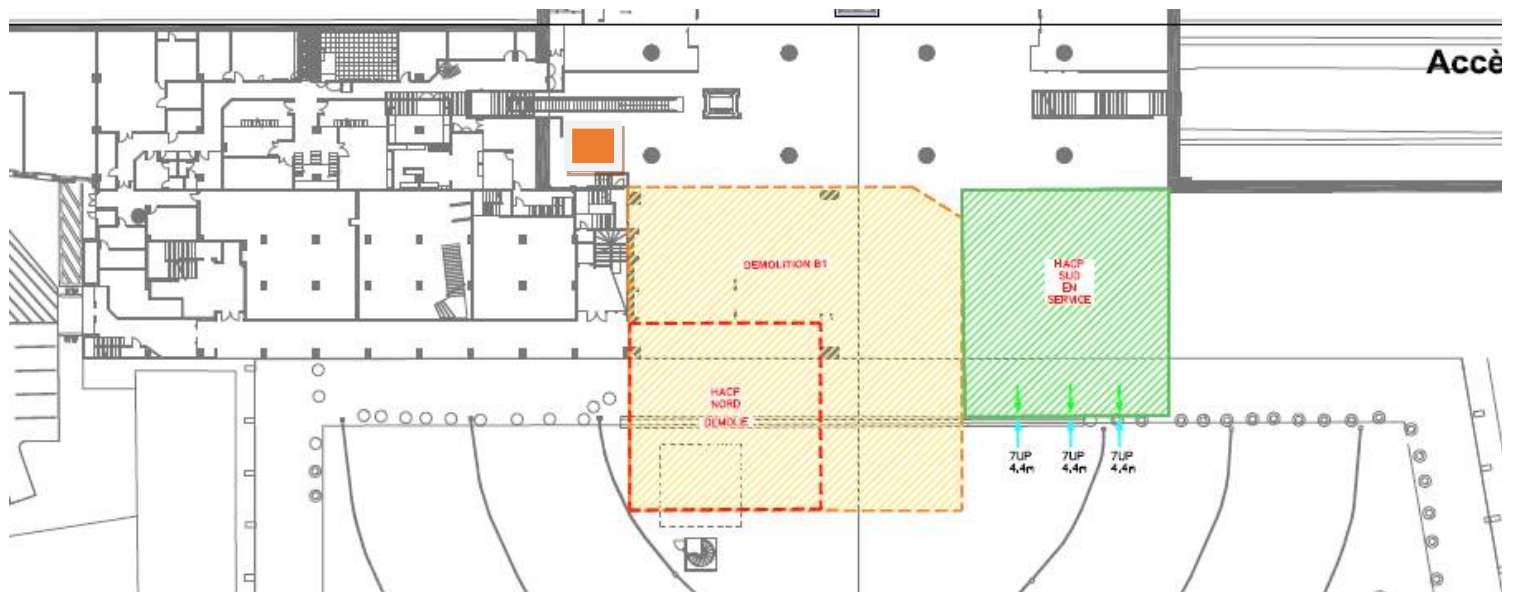 Accè
DEMOLITION B1
HACP
SUD
EN
SERVICE
HACP
NORD
DEMOLIE
7UP
4,4m
7UP
4,4m
7UP
4,4m